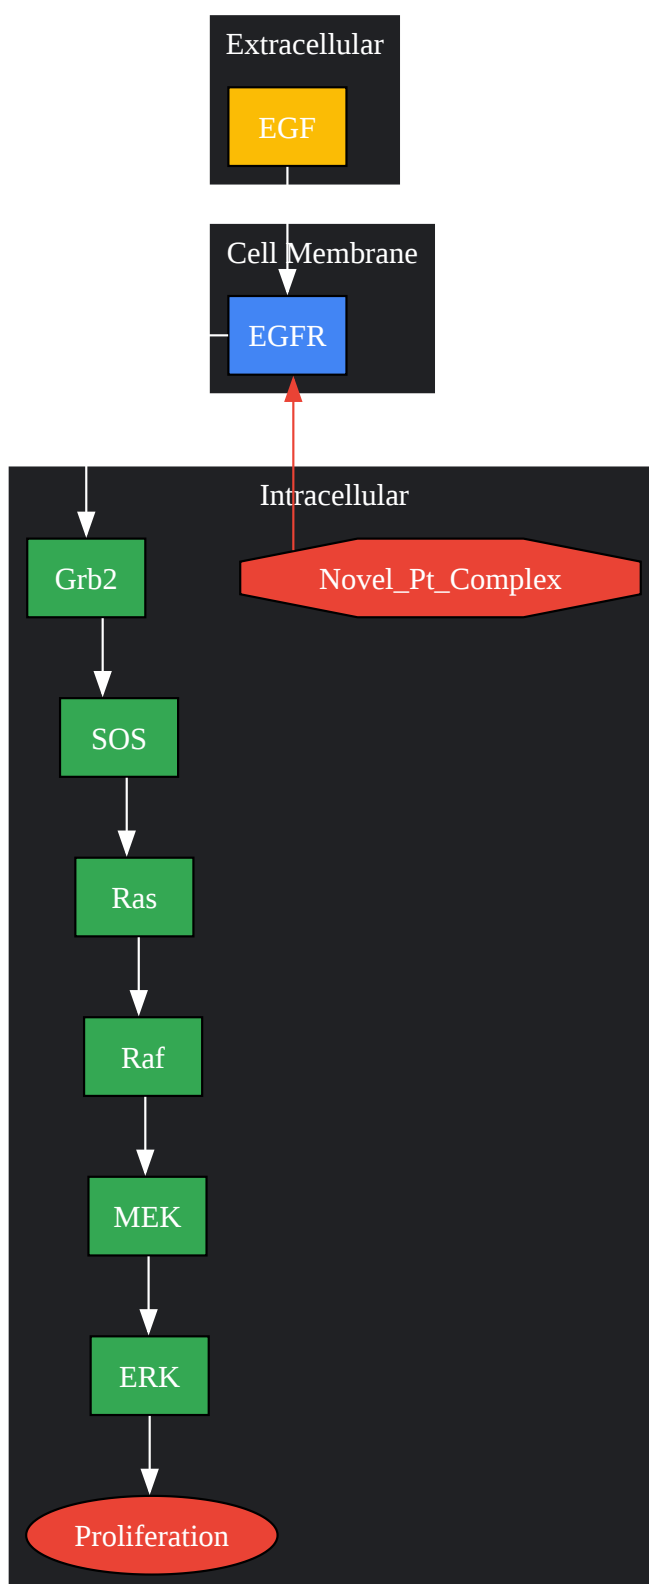 Extracellular
EGF
Cell Membrane
EGFR
Intracellular
Grb2
Novel_Pt_Complex
SOS
Ras
Raf
MEK
ERK
Proliferation